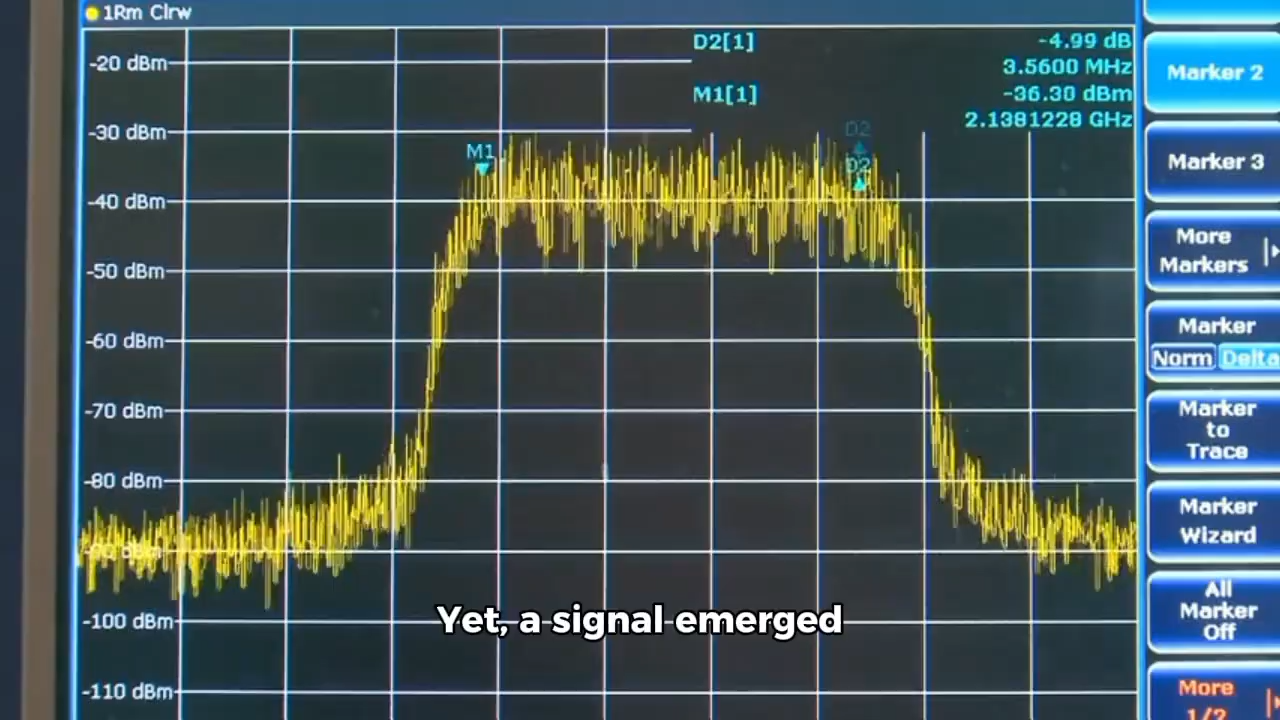 1Rm Clrw
D2[1]
-4.99 dB
3.5600 MHz
M1[1]
-36.30 dBm
2.1381228 GHz
-20 dBm
-30 dBm
-40 dBm
-50 dBm
-60 dBm
-70 dBm
-80 dBm
-90 dBm
-100 dBm
-110 dBm
M1
D2
D2
Marker 2
Marker 3
More
Markers
Marker
Norm Delta
Marker
to
Trace
Marker
Wizard
All
Marker
Off
More
1/2
Yet, a signal emerged